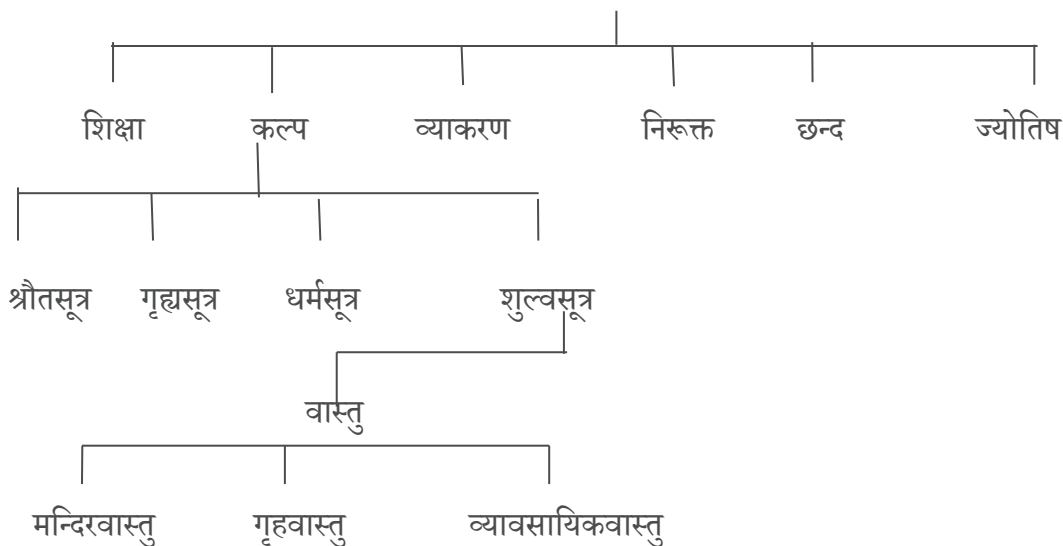 शिक्षा कल्प व्याकरण निरूक्त छन्द ज्योतिष
श्रौतसूत्र गृह्यसूत्र धर्मसूत्र शुल्वसूत्र
वास्तु
मन्दिरवास्तु गृहवास्तु व्यावसायिकवास्तु